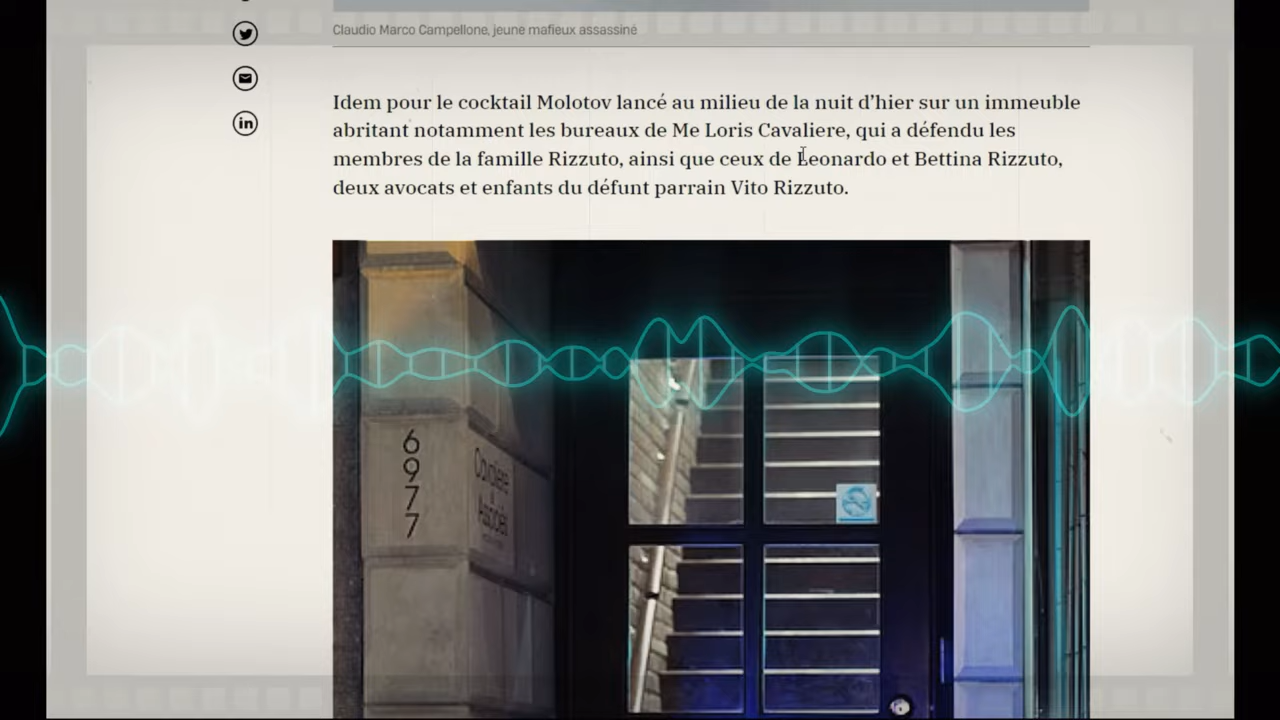 Claudio Marco Campellone, jeune mafieux assassiné
in
Idem pour le cocktail Molotov lancé au milieu de la nuit d’hier sur un immeuble
abritant notamment les bureaux de Me Loris Cavaliere, qui a défendu les
membres de la famille Rizzuto, ainsi que ceux de Leonardo et Bettina Rizzuto,
deux avocats et enfants du défunt parrain Vito Rizzuto.
6
9
7
7
Cavaliere
Associés